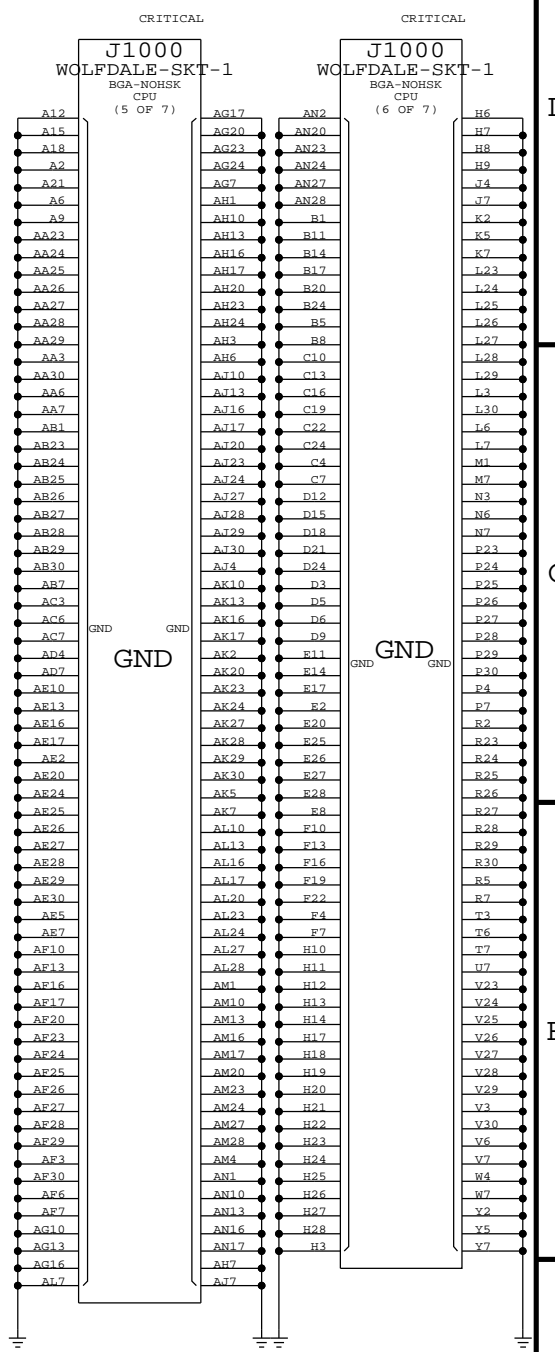 CRITICAL
J1000
WOLFDALE-SKT-1
BGA-NOHSK
CPU
(5 OF 7)
A12
A15
A18
A2
A21
A6
A9
AA23
AA24
AA25
AA26
AA27
AA28
AA29
AA3
AA30
AA6
AA7
AB1
AB23
AB24
AB25
AB26
AB27
AB28
AB29
AB30
AB7
AC3
AC6
AC7
AD4
AD7
AE10
AE13
AE16
AE17
AE2
AE20
AE24
AE25
AE26
AE27
AE28
AE29
AE30
AE5
AE7
AF10
AF13
AF16
AF17
AF20
AF23
AF24
AF25
AF26
AF27
AF28
AF29
AF3
AF30
AF6
AF7
AG10
AG13
AG16
AL7
GND
GND
GND
AG17
AG20
AG23
AG24
AG7
AH1
AH10
AH13
AH16
AH17
AH20
AH23
AH24
AH3
AH6
AJ10
AJ13
AJ16
AJ17
AJ20
AJ23
AJ24
AJ27
AJ28
AJ29
AJ30
AJ4
AK10
AK13
AK16
AK17
AK2
AK20
AK23
AK24
AK27
AK28
AK29
AK30
AK5
AK7
AL10
AL13
AL16
AL17
AL20
AL23
AL24
AL27
AL28
AM1
AM10
AM13
AM16
AM17
AM20
AM23
AM24
AM27
AM28
AM4
AN1
AN10
AN13
AN16
AN17
AH7
AJ7
CRITICAL
J1000
WOLFDALE-SKT-1
BGA-NOHSK
CPU
(6 OF 7)
AN2
AN20
AN23
AN24
AN27
AN28
B1
B11
B14
B17
B20
B24
B5
B8
C10
C13
C16
C19
C22
C24
C4
C7
D12
D15
D18
D21
D24
D3
D5
D6
D9
E11
E14
E17
E2
E20
E25
E26
E27
E28
E8
F10
F13
F16
F19
F22
F4
F7
H10
H11
H12
H13
H14
H17
H18
H19
H20
H21
H22
H23
H24
H25
H26
H27
H28
H3
GND
GND
GND
H6
H7
H8
H9
J4
J7
K2
K5
K7
L23
L24
L25
L26
L27
L28
L29
L3
L30
L6
L7
M1
M7
N3
N6
N7
P23
P24
P25
P26
P27
P28
P29
P30
P4
P7
R2
R23
R24
R25
R26
R27
R28
R29
R30
R5
R7
T3
T6
T7
U7
V23
V24
V25
V26
V27
V28
V29
V3
V30
V6
V7
W4
W7
Y2
Y5
Y7